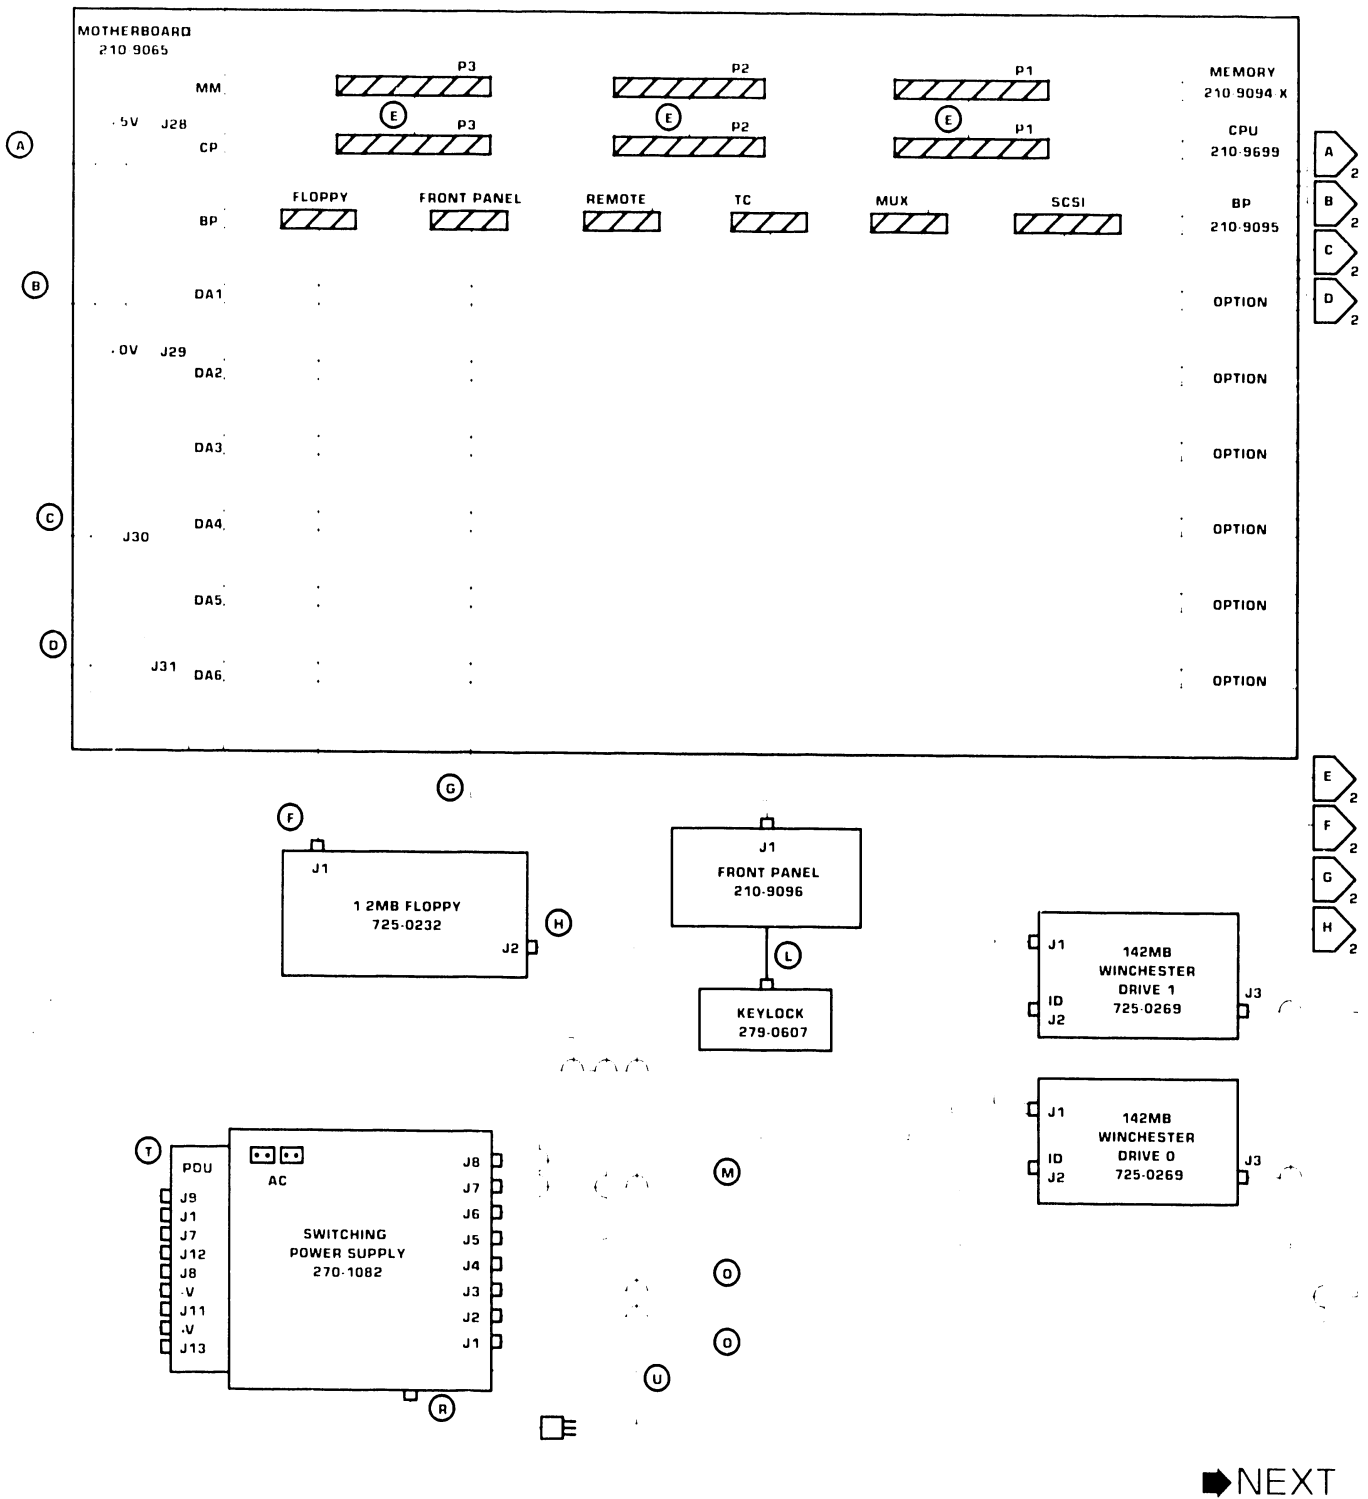 MOTHERBOARD
210-9065
MM
P3
P2
P1
MEMORY
210-9094-X
.5V J28
E
E
E
A
CP
P3
P2
P1
CPU
210-9699
A
2
BP
FLOPPY
FRONT PANEL
REMOTE
TC
MUX
SCSI
BP
210-9095
B
2
C
2
B
DA1
OPTION
D
2
.0V J29
DA2
OPTION
DA3
OPTION
C
J30
DA4
OPTION
DA5
OPTION
D
J31
DA6
OPTION
E
2
F
2
G
2
H
2
G
F
J1
1 2MB FLOPPY
725-0232
J2
H
J1
FRONT PANEL
210-9096
L
KEYLOCK
279-0607
J1
142MB
WINCHESTER
DRIVE 1
725-0269
ID
J2
J3
J1
142MB
WINCHESTER
DRIVE 0
725-0269
ID
J2
J3
T
PDU
J9
J1
J7
J12
J8
-V
J11
.V
J13
AC
SWITCHING
POWER SUPPLY
270-1082
J8
J7
J6
J5
J4
J3
J2
J1
M
O
O
U
R
NEXT